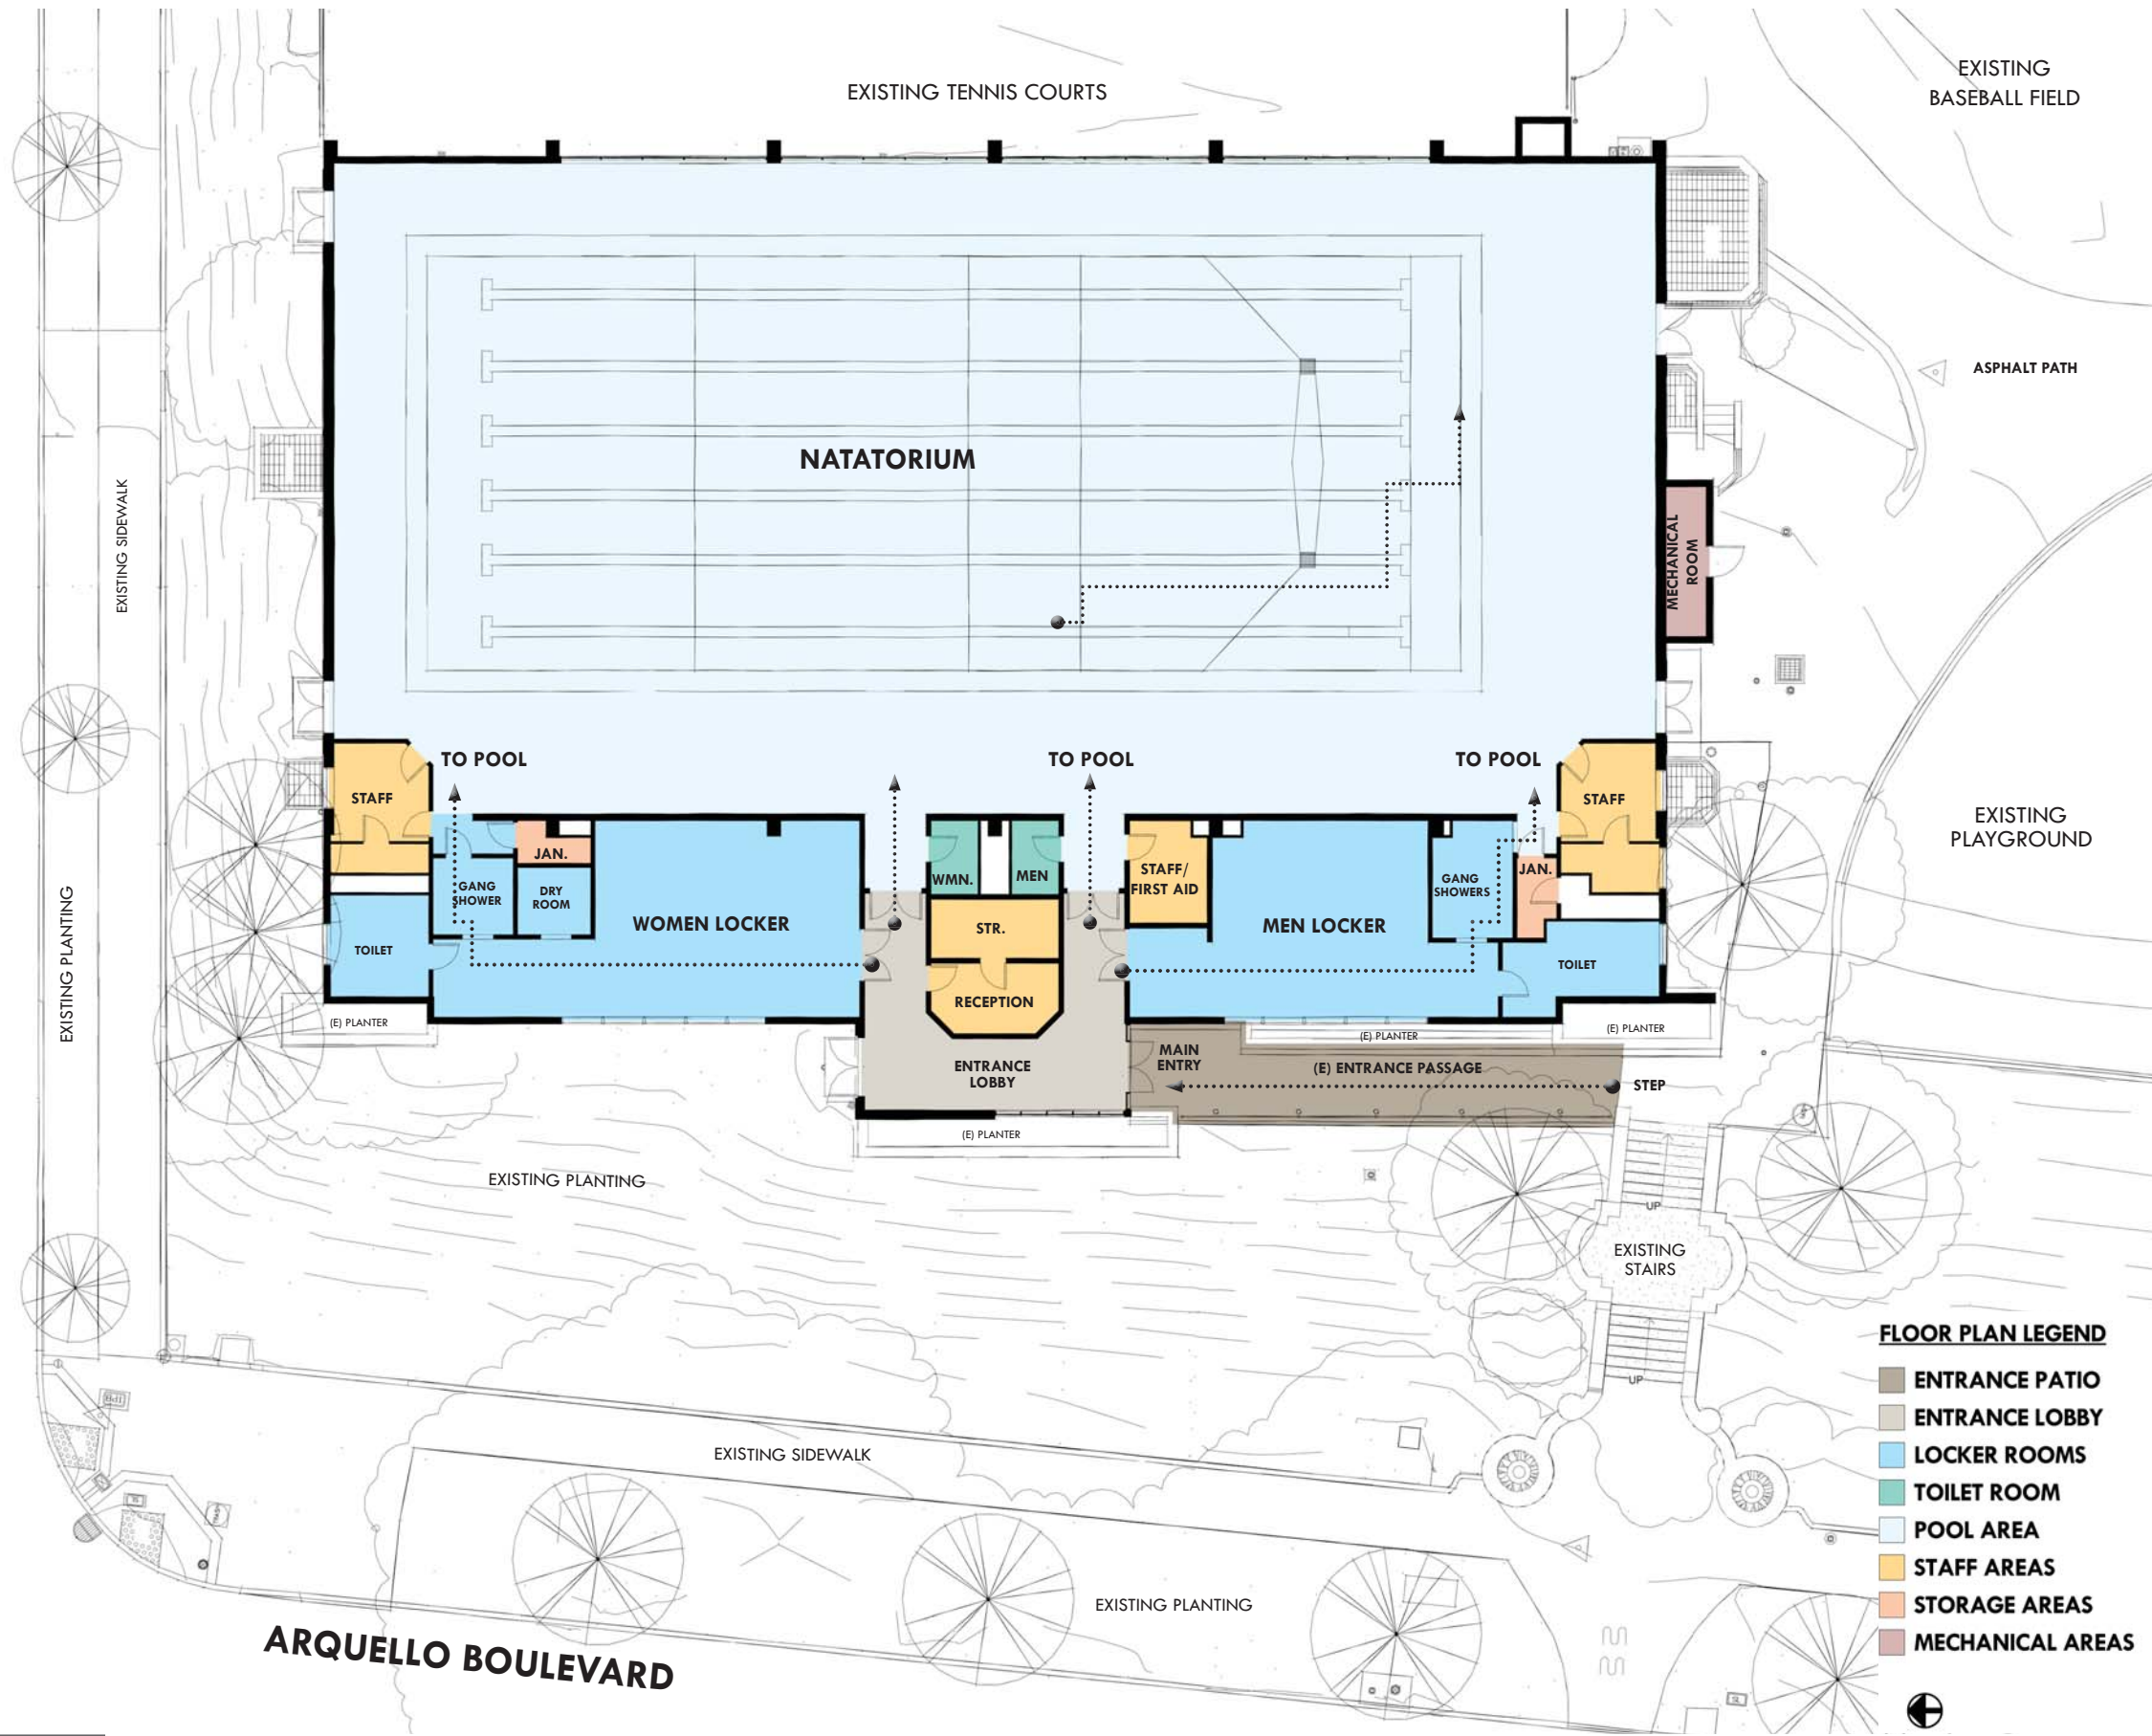 EXISTING TENNIS COURTS
EXISTING
BASEBALL FIELD
ASPHALT PATH
NATATORIUM
EXISTING SIDEWALK
MECHANICAL
ROOM
TO POOL
TO POOL
TO POOL
STAFF
STAFF
EXISTING
PLAYGROUND
JAN.
GANG
SHOWER
DRY
ROOM
WOMEN LOCKER
TOILET
WMN.
MEN
STR.
RECEPTION
STAFF/
FIRST AID
MEN LOCKER
GANG
SHOWERS
JAN.
TOILET
EXISTING PLANTING
(E) PLANTER
(E) PLANTER
(E) PLANTER
ENTRANCE
LOBBY
MAIN
ENTRY
(E) ENTRANCE PASSAGE
STEP
(E) PLANTER
EXISTING PLANTING
UP
EXISTING
STAIRS
UP
EXISTING SIDEWALK
EXISTING PLANTING
ARQUELLO BOULEVARD
FLOOR PLAN LEGEND
ENTRANCE PATIO
ENTRANCE LOBBY
LOCKER ROOMS
TOILET ROOM
POOL AREA
STAFF AREAS
STORAGE AREAS
MECHANICAL AREAS